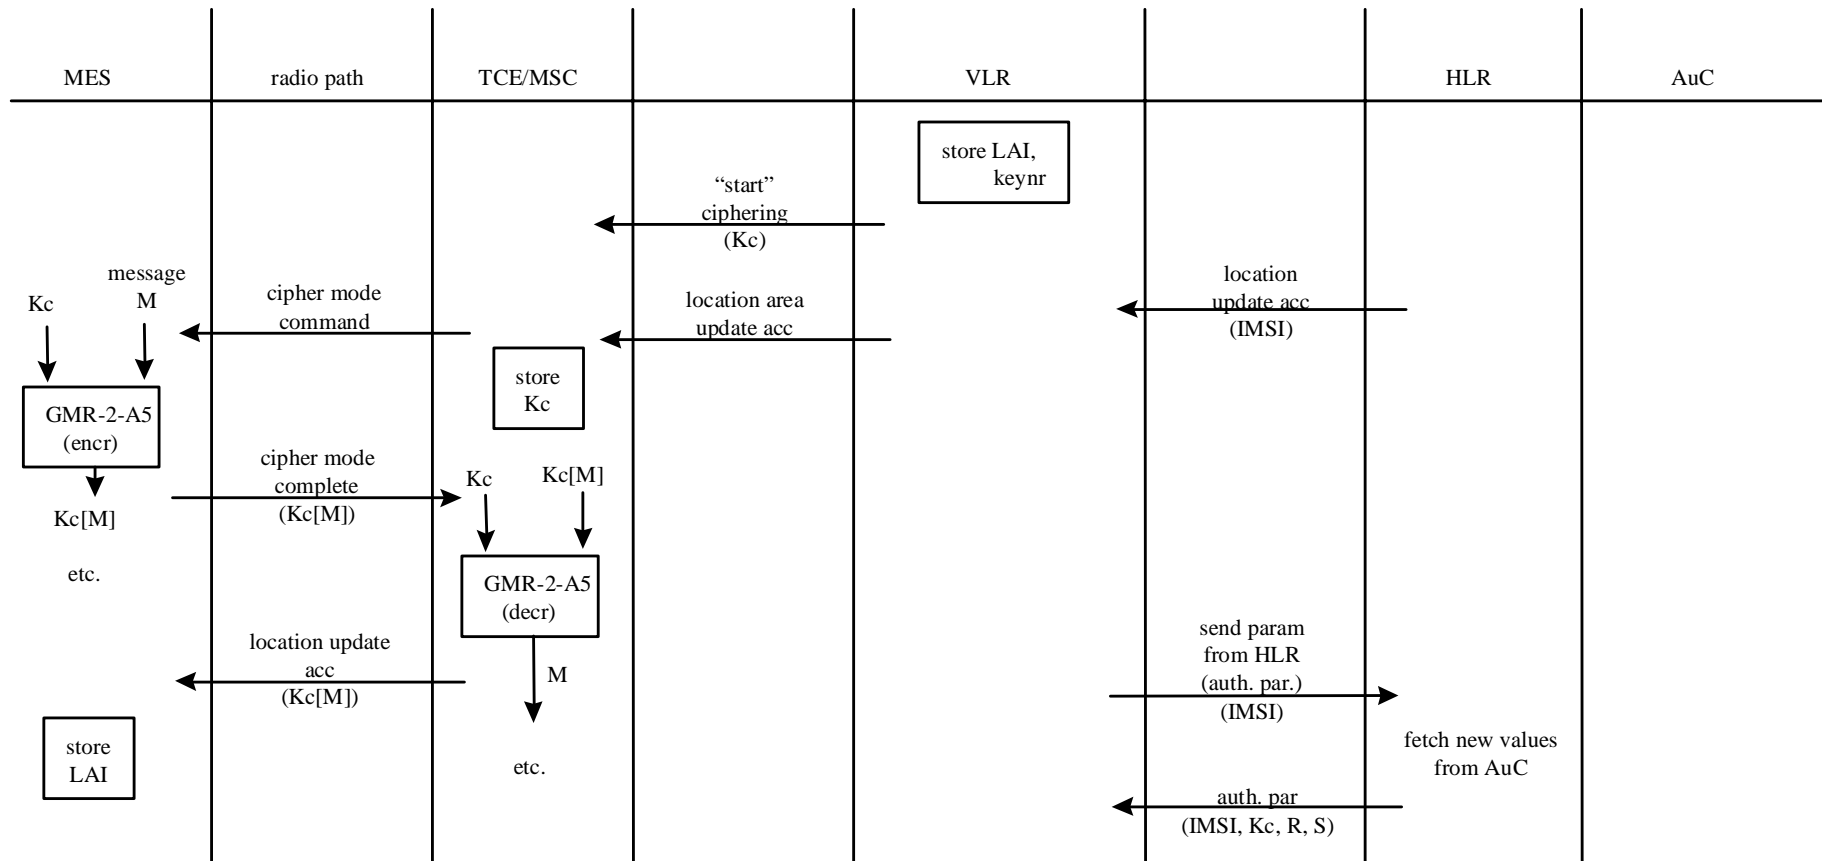 MES
radio path
TCE/MSC
VLR
HLR
AuC
store LAI,
keynr
“start”
ciphering
(Kc)
message
M
Kc
cipher mode
command
location area
update acc
location
update acc
(IMSI)
store
Kc
GMR-2-A5
(encr)
Kc[M]
cipher mode
complete
(Kc[M])
Kc
Kc[M]
etc.
GMR-2-A5
(decr)
M
etc.
location update
acc
(Kc[M])
store
LAI
send param
from HLR
(auth. par.)
(IMSI)
fetch new values
from AuC
auth. par
(IMSI, Kc, R, S)